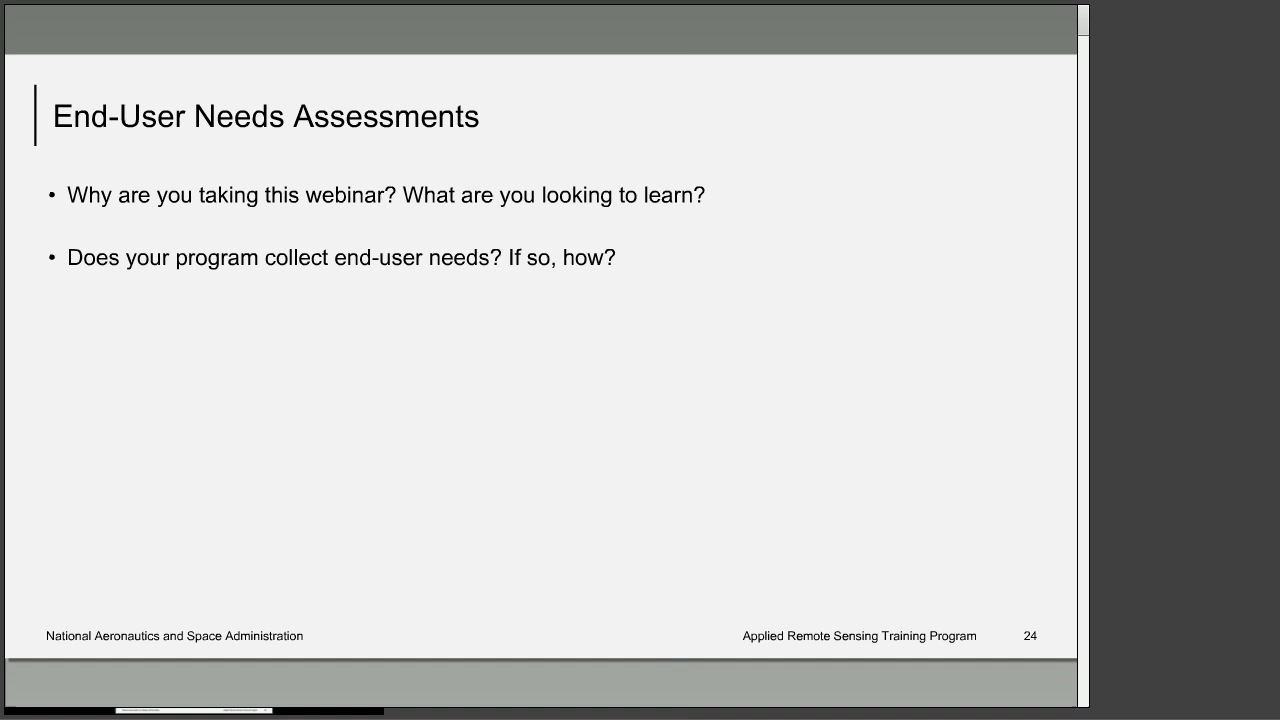 End-User Needs Assessments
• Why are you taking this webinar? What are you looking to learn?
• Does your program collect end-user needs? If so, how?
National Aeronautics and Space Administration
Applied Remote Sensing Training Program
24